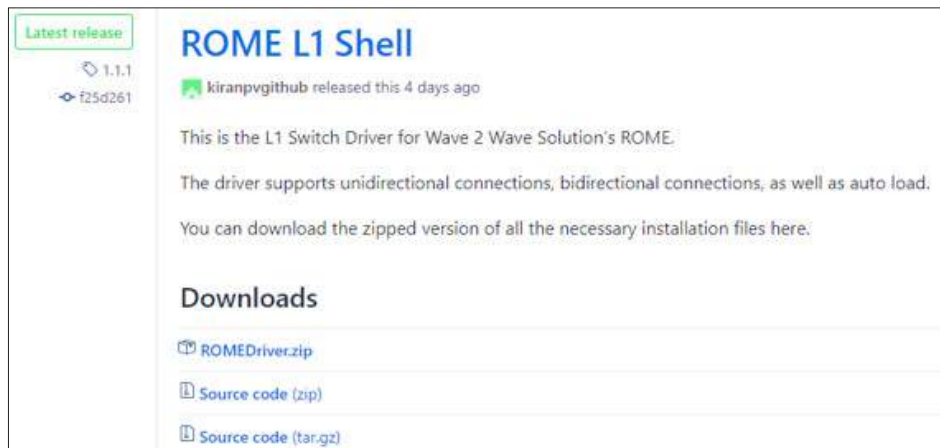 Latest release
1.1.1
f25d261
ROME L1 Shell
kiranpvgithub released this 4 days ago
This is the L1 Switch Driver for Wave 2 Wave Solution's ROME.
The driver supports unidirectional connections, bidirectional connections, as well as auto load.
You can download the zipped version of all the necessary installation files here.
Downloads
ROMEDriver.zip
Source code (zip)
Source code (tar.gz)